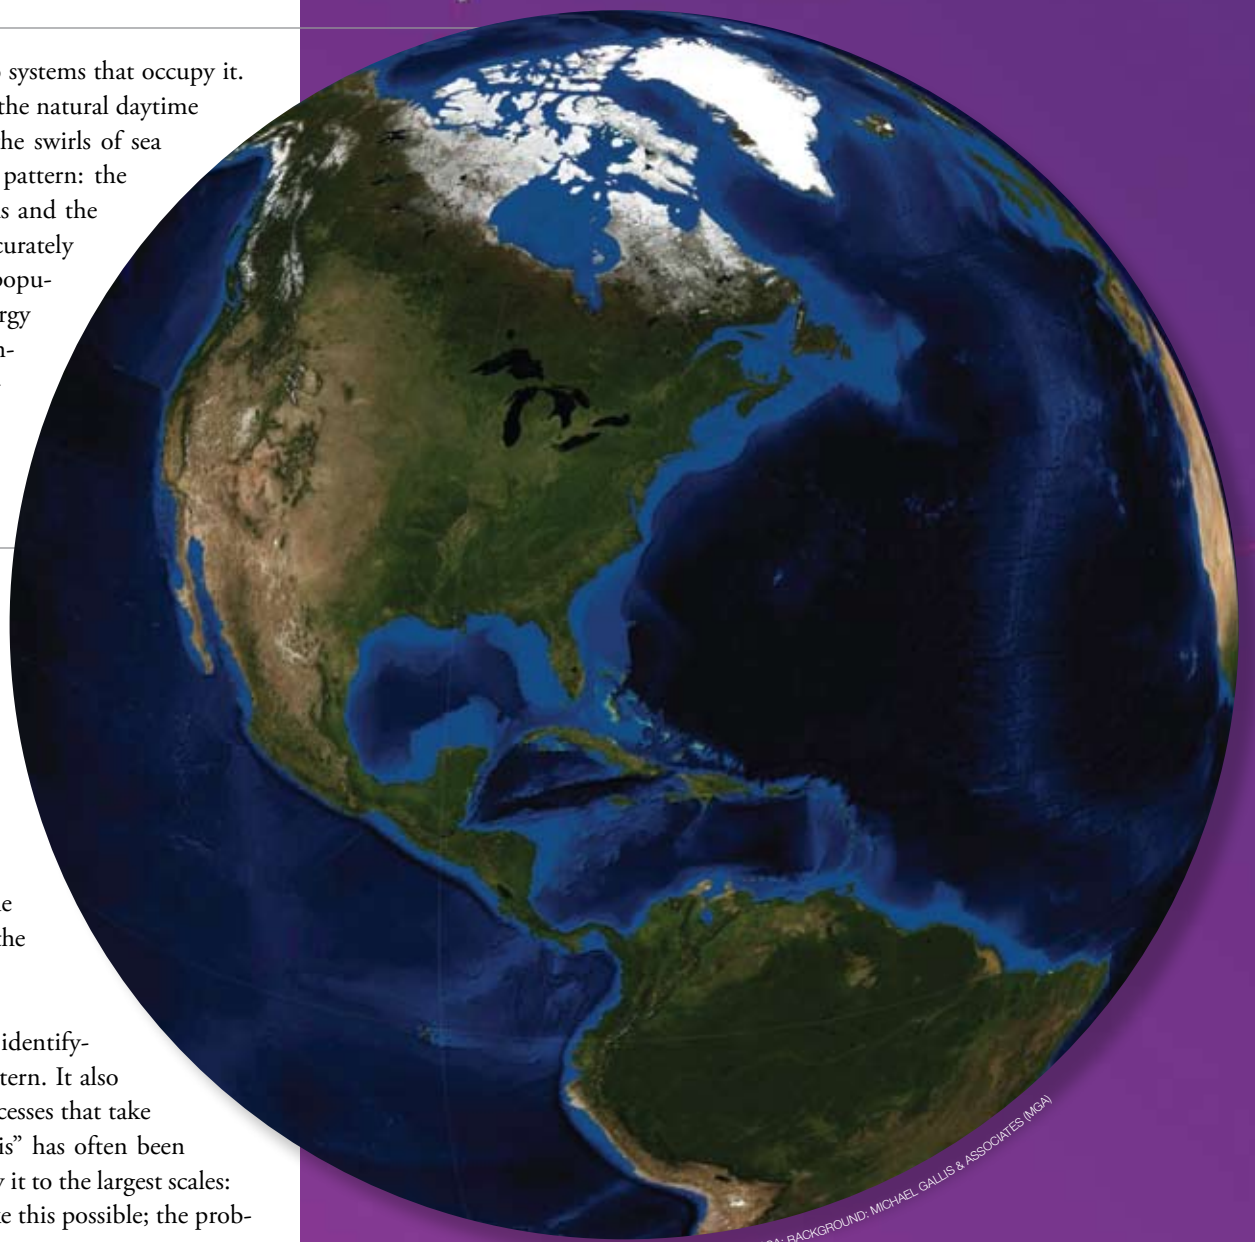 systems that occupy it.
the natural daytime
he swirls of sea
pattern: the
s and the
curately
popu-
rgy
n-
e
the
identify-
tern. It also
cesses that take
is” has often been
it to the largest scales:
e this possible; the prob-
BACKGROUND: MICHAEL GALLIS & ASSOCIATES (MGA)